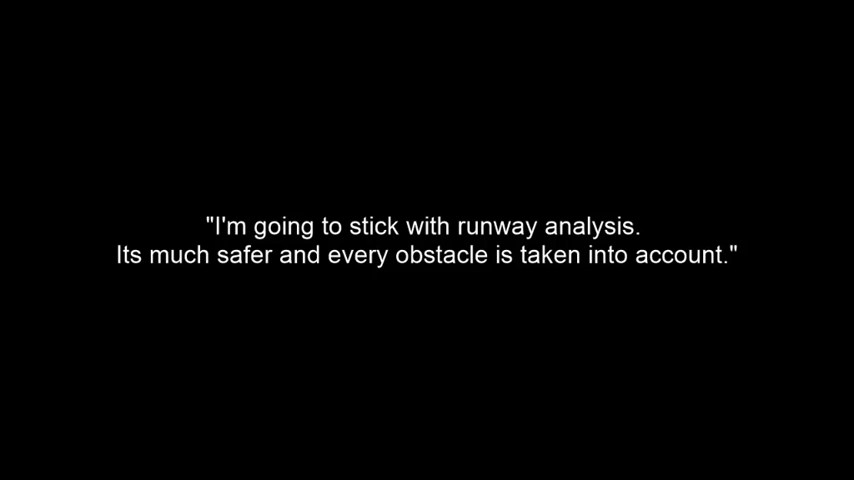 "I'm going to stick with runway analysis.
Its much safer and every obstacle is taken into account."